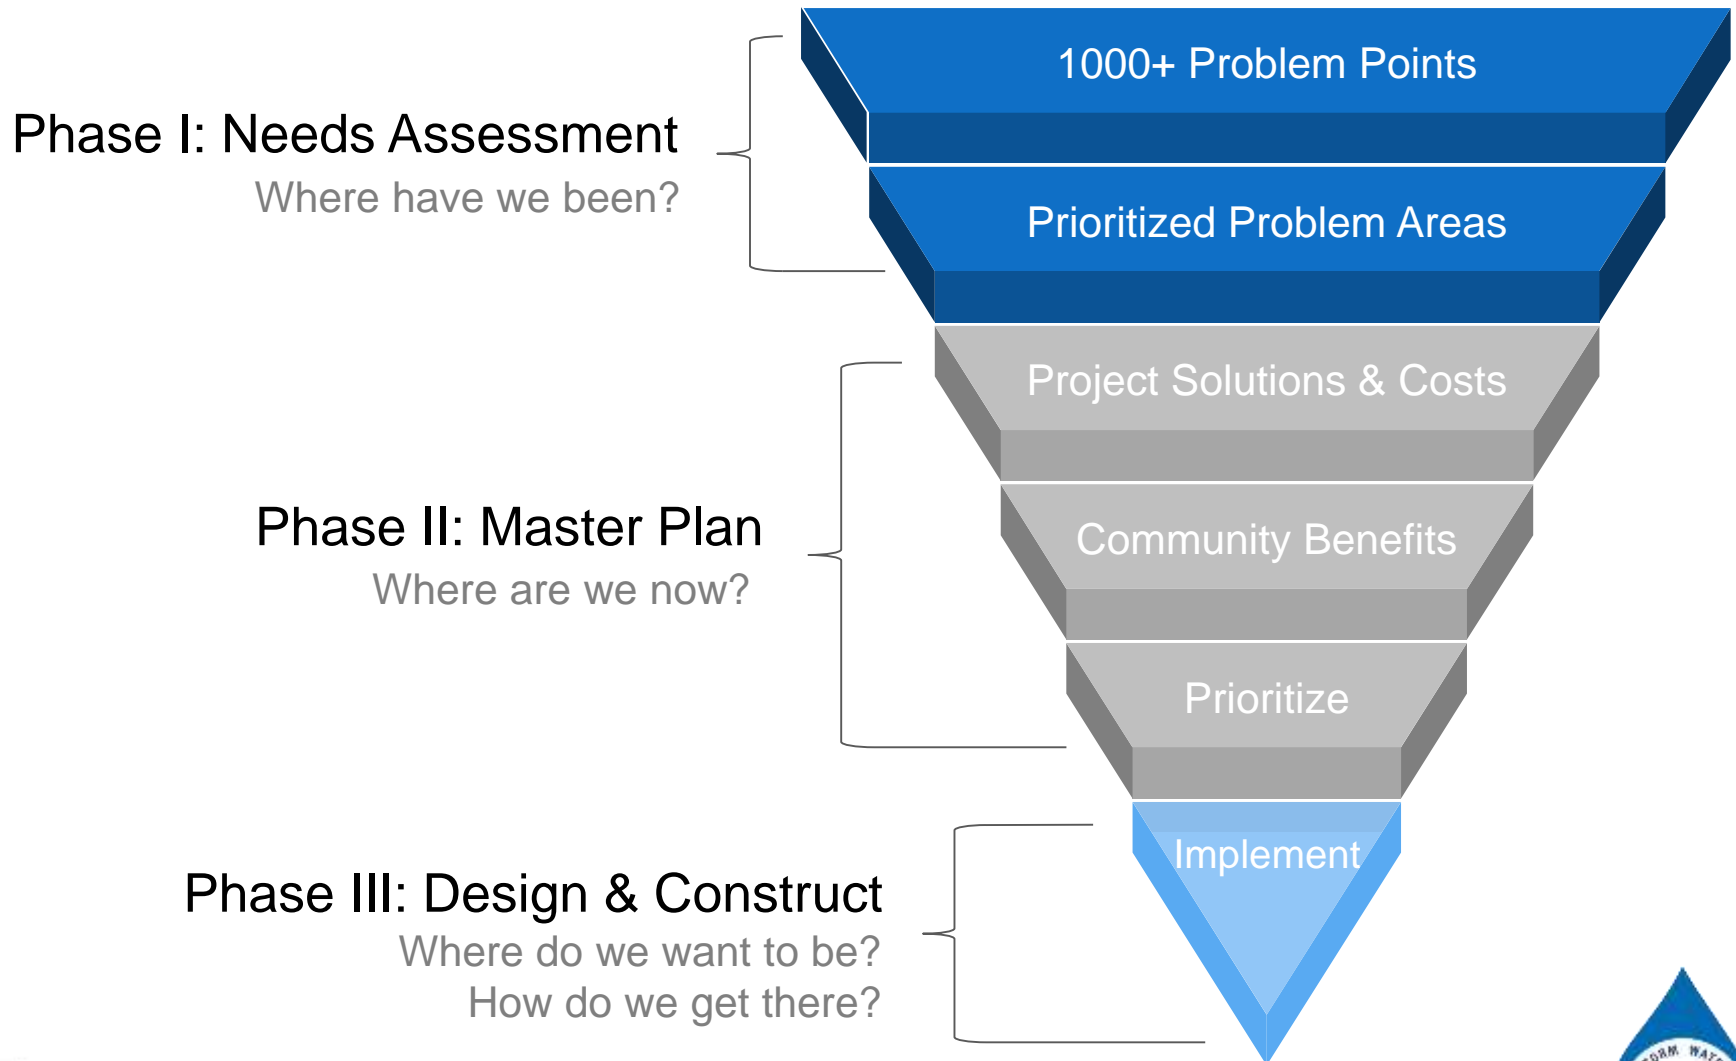 Phase I: Needs Assessment
Where have we been?
1000+ Problem Points
Prioritized Problem Areas
Phase II: Master Plan
Where are we now?
Project Solutions & Costs
Community Benefits
Prioritize
Phase III: Design & Construct
Where do we want to be?
How do we get there?
Implement